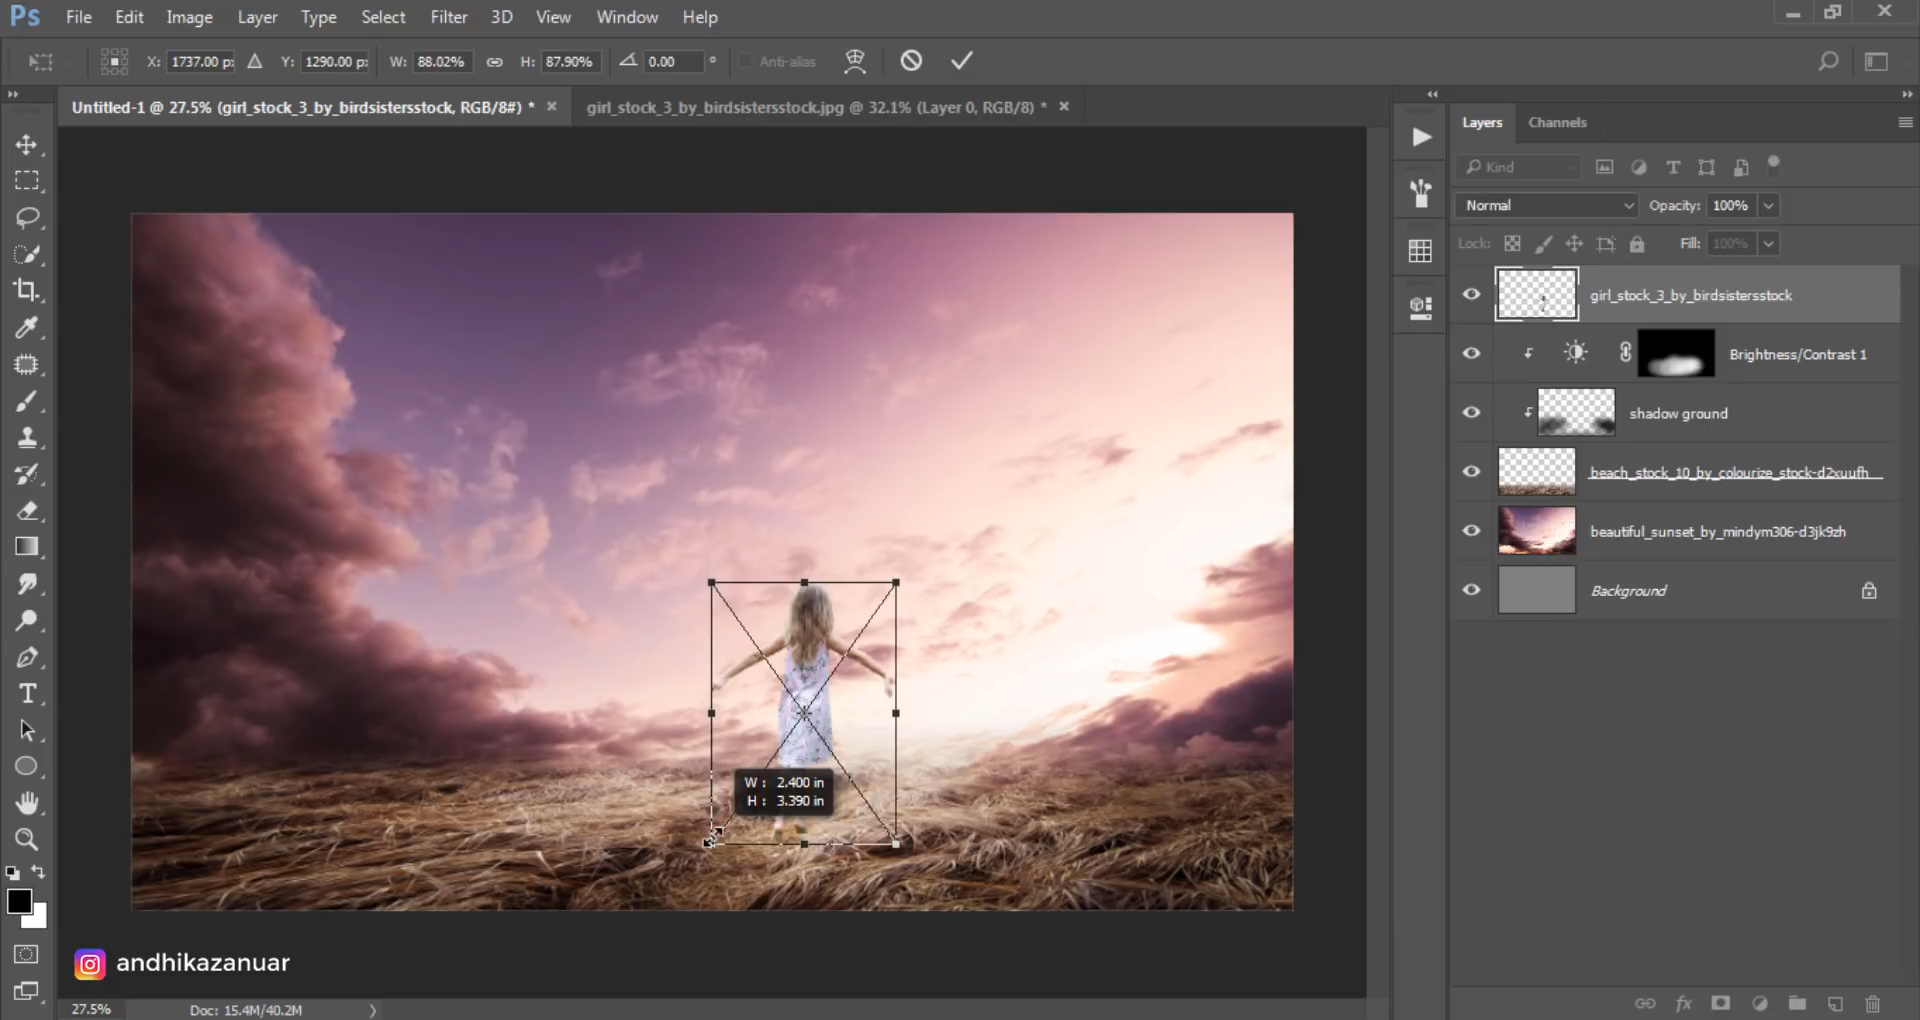 Ps File Edit Image Layer Type Select Filter 3D View Window Help
X: 1737.00 p: Y: 1290.00 p: W: 88.02% H: 87.90% 0.00 ° Anti-alias
Untitled-1 @ 27.5% (girl_stock_3_by_birdsistersstock, RGB/8#) * × girl_stock_3_by_birdsistersstock.jpg @ 32.1% (Layer 0, RGB/8) * ×
Layers Channels
Kind
Normal Opacity: 100%
Lock: Fill: 100%
girl_stock_3_by_birdsistersstock
Brightness/Contrast 1
shadow ground
beach_stock_10_by_colourize_stock-d2xuufh
beautiful_sunset_by_mindym306-d3jk9zh
Background
W : 2.400 in
H : 3.390 in
andhikazanuar
27.5% Doc: 15.4M/40.2M